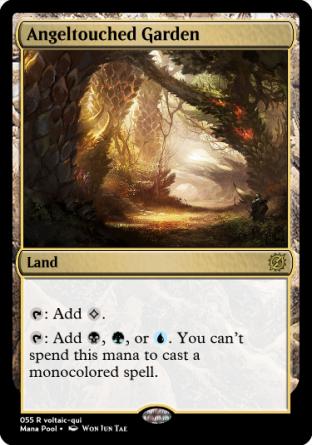 Angeltouched Garden
Land
: Add .
: Add , , or . You can't
spend this mana to cast a
monocolored spell.
055 R voltaic-qui
Mana Pool • Won Jun Tae